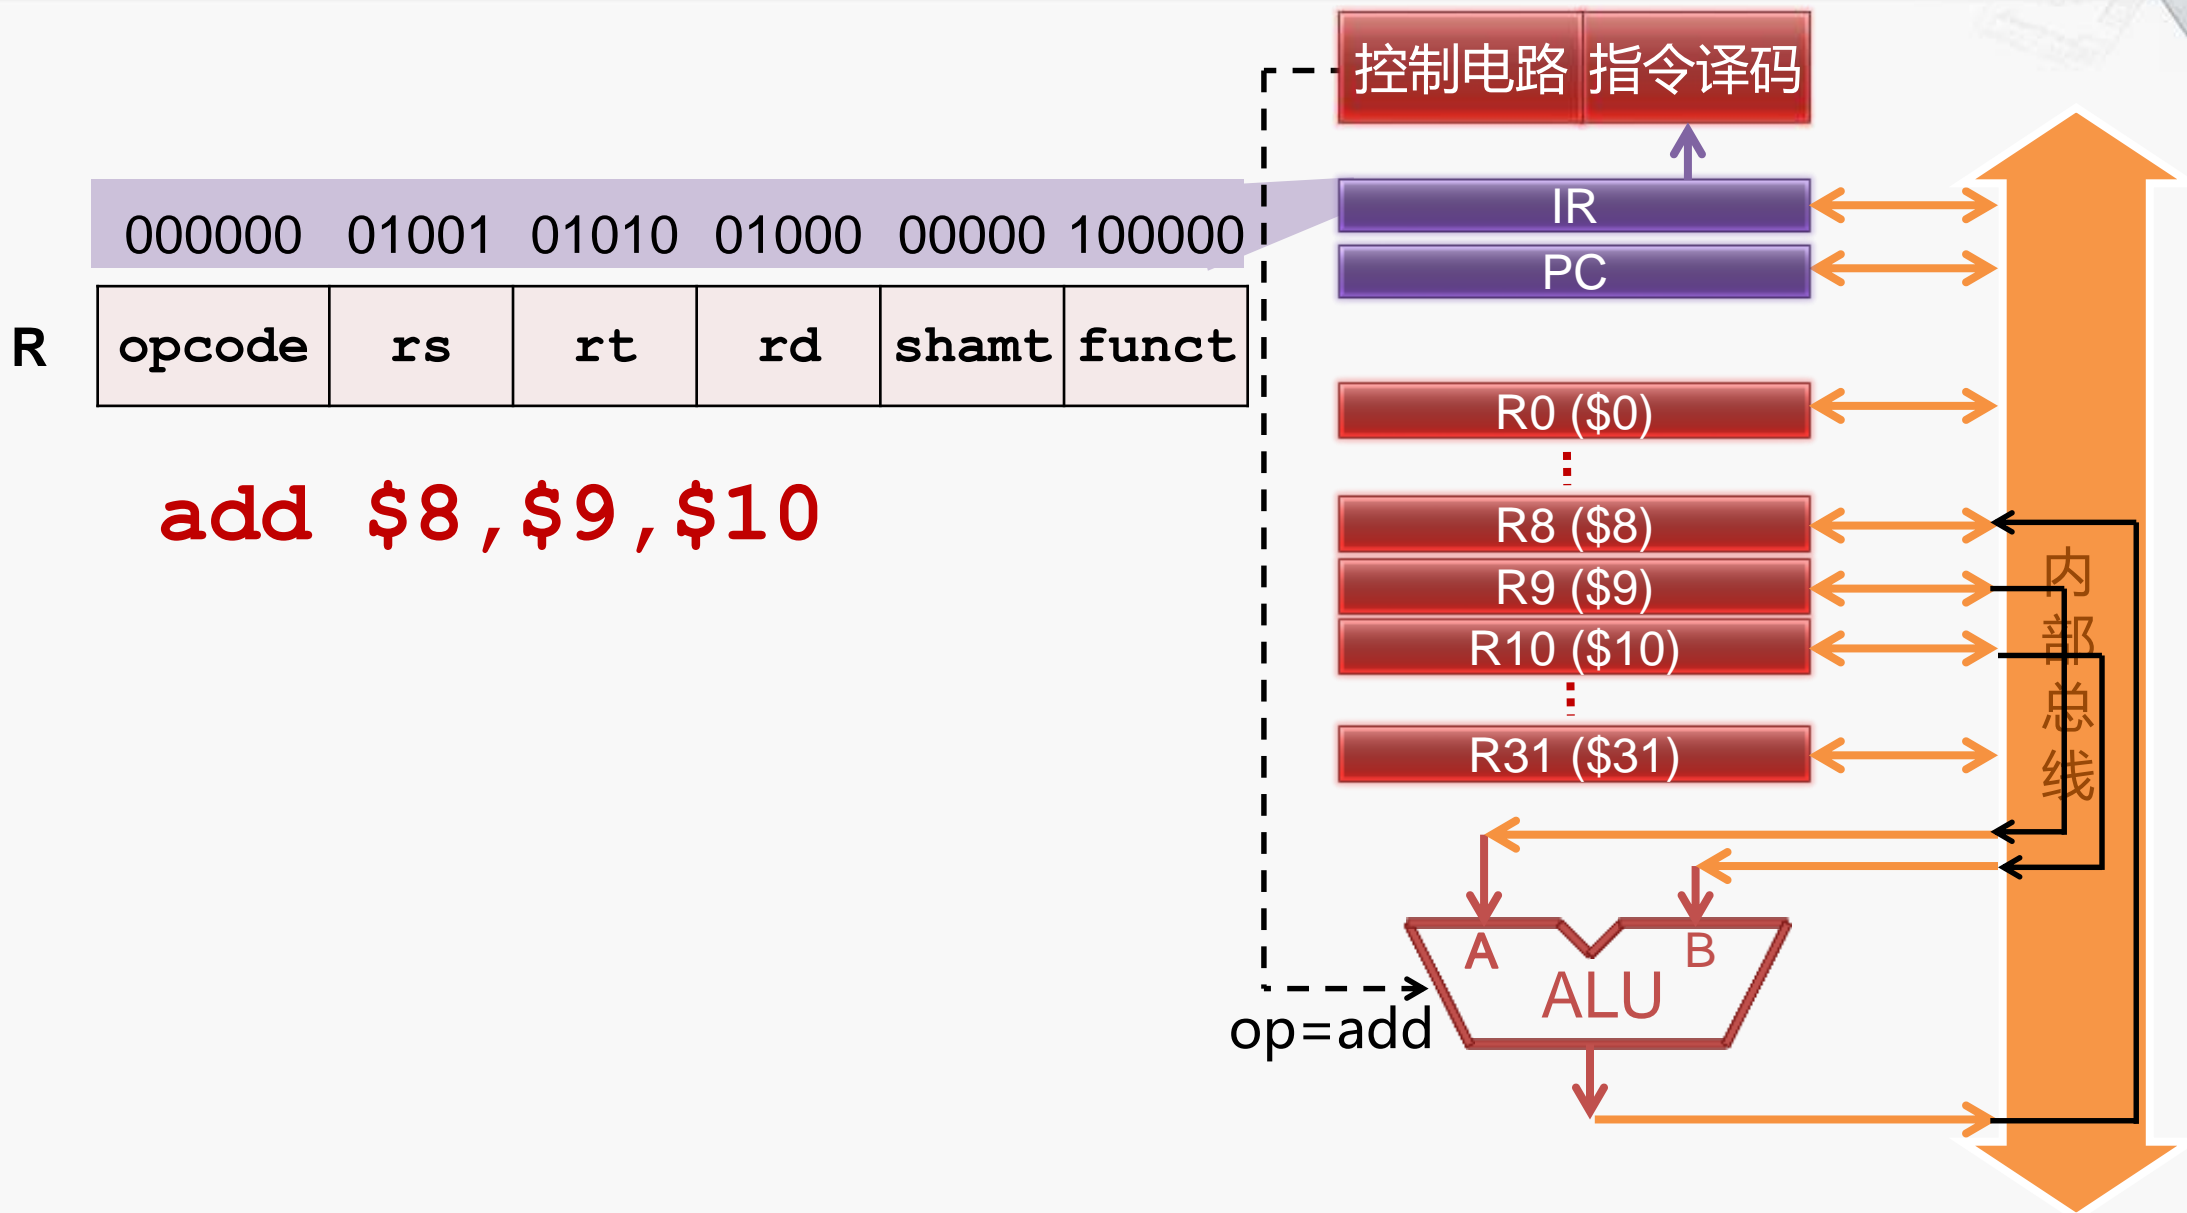 控制电路 指令译码
IR
000000 01001 01010 01000 00000 100000
PC
R opcode rs rt rd shamt funct
R0 ($0)
add $8,$9,$10
R8 ($8)
R9 ($9)
R10 ($10)
R31 ($31)
内部总线
A B
ALU
op=add